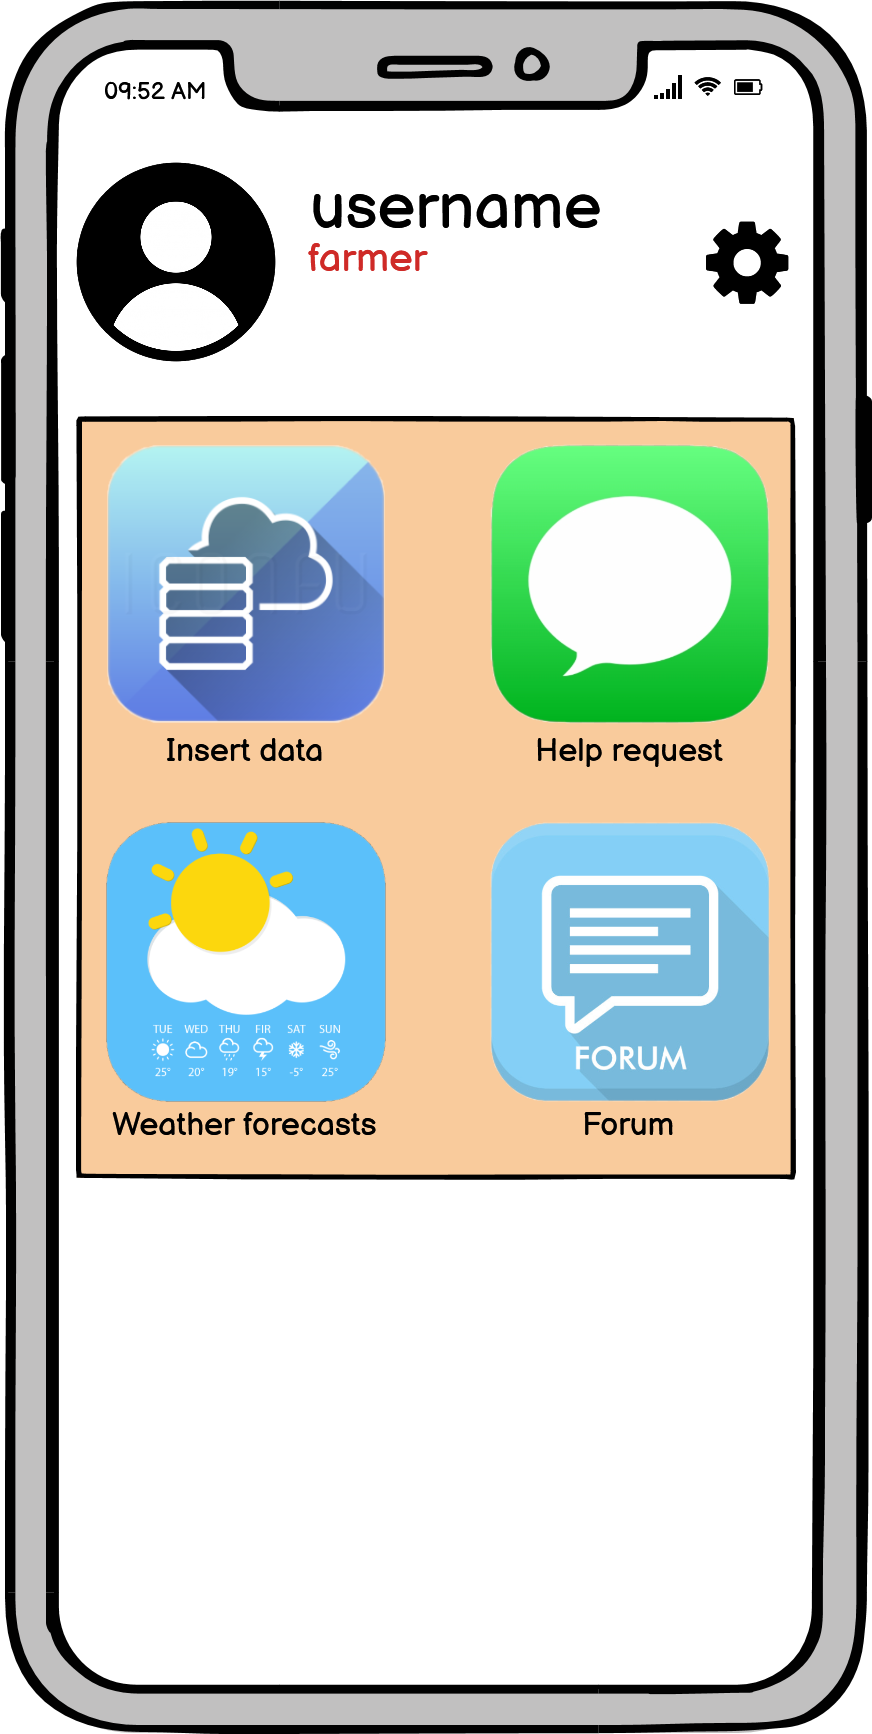 09:52 AM
username
farmer
Insert data
Help request
TUE WED THU FIR SAT SUN
25° 20° 19° 15° -5° 25°
FORUM
Weather forecasts
Forum